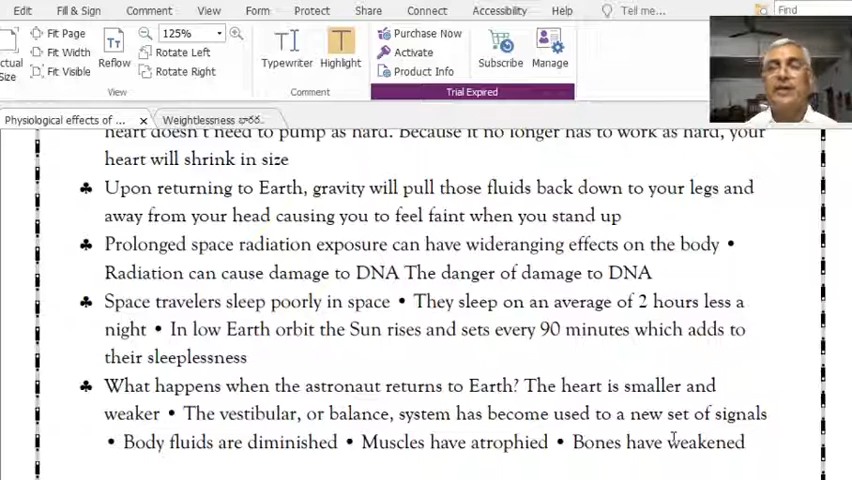 Edit Fill & Sign Comment View Form Protect Share Connect Accessibility Help Tell me... Find
Fit Page 125% Purchase Now
Fit Width Rotate Left Activate
ctual Size Fit Visible Reflow Rotate Right Typewriter Highlight Product Info Subscribe Manage
View Comment Trial Expired
Physiological effects of ... × Weightlessness భారర..
heart doesn't need to pump as hard. Because it no longer has to work as hard, your
heart will shrink in size
♣ Upon returning to Earth, gravity will pull those fluids back down to your legs and
away from your head causing you to feel faint when you stand up
♣ Prolonged space radiation exposure can have wideranging effects on the body •
Radiation can cause damage to DNA The danger of damage to DNA
♣ Space travelers sleep poorly in space • They sleep on an average of 2 hours less a
night • In low Earth orbit the Sun rises and sets every 90 minutes which adds to
their sleeplessness
♣ What happens when the astronaut returns to Earth? The heart is smaller and
weaker • The vestibular, or balance, system has become used to a new set of signals
• Body fluids are diminished • Muscles have atrophied • Bones have weakened